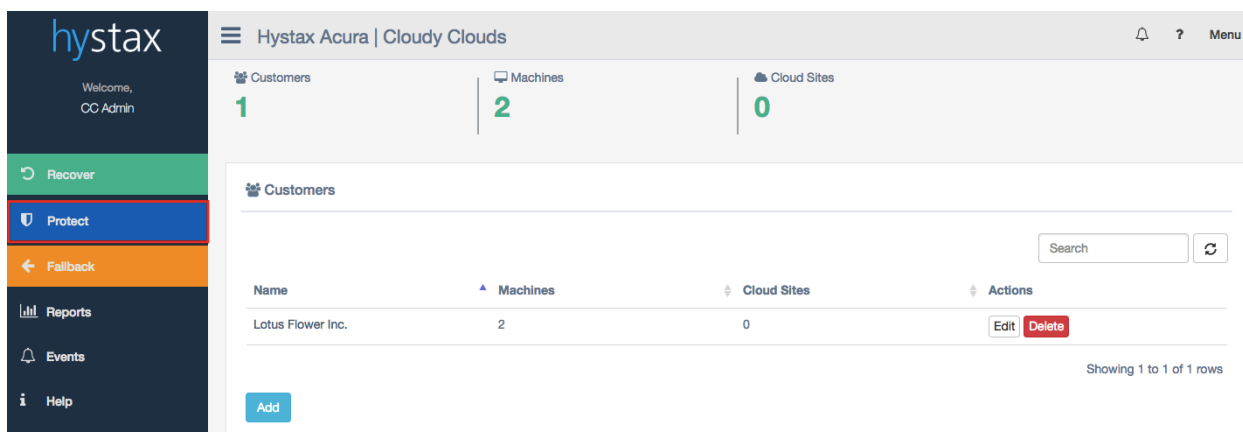 hystax
Welcome,
CC Admin
Recover
Protect
Failback
Reports
Events
Help
Hystax Acura | Cloudy Clouds
? Menu
Customers Machines Cloud Sites
1 2 0
Customers
Search
Name Machines Cloud Sites Actions
Lotus Flower Inc. 2 0 Edit Delete
Showing 1 to 1 of 1 rows
Add